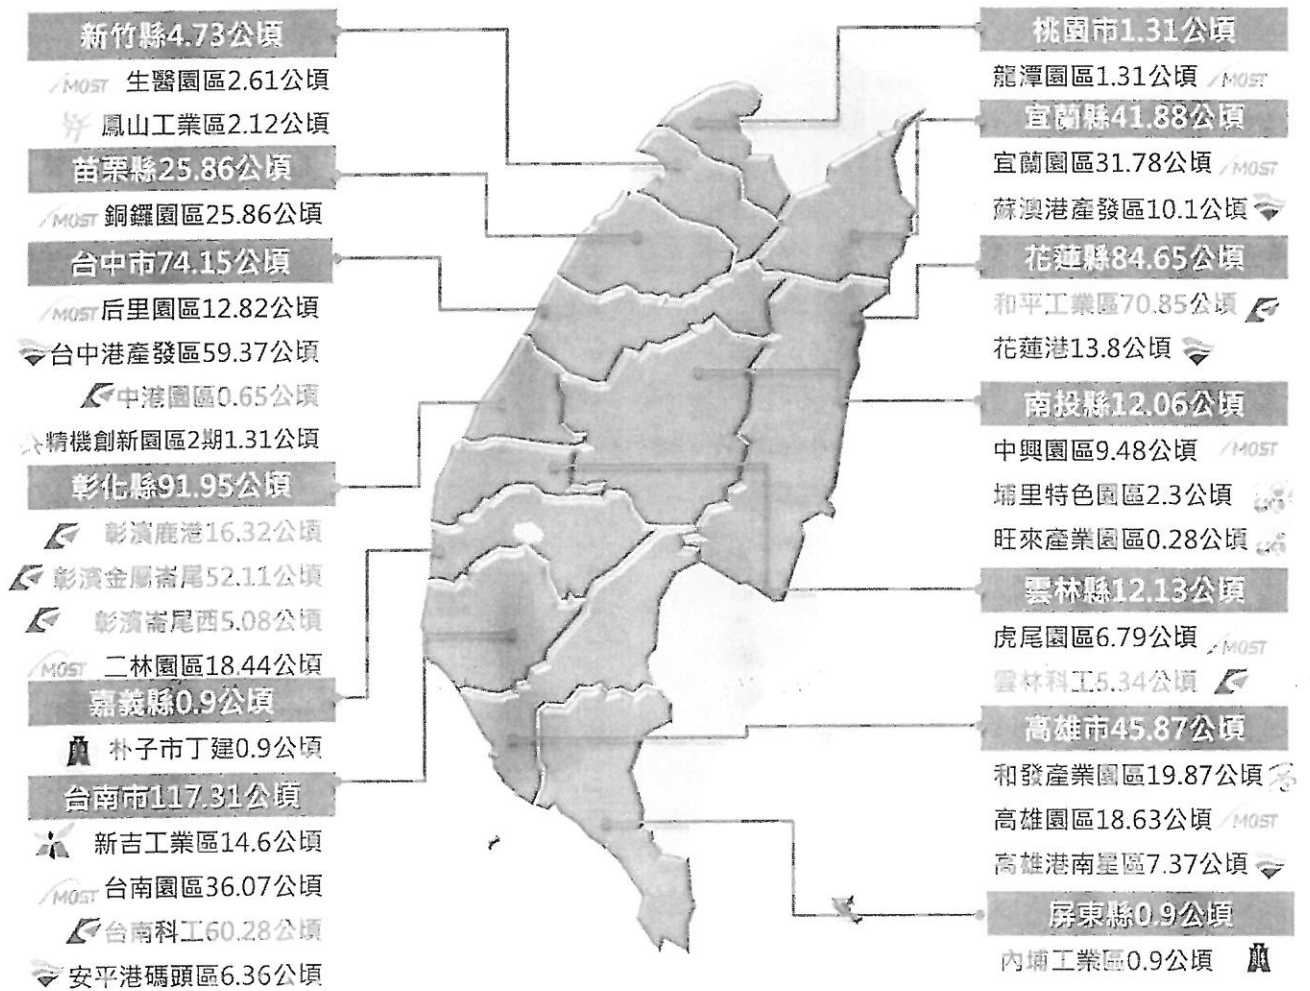 新竹縣4.73公頃
MOST 生醫園區2.61公頃
鳳山工業區2.12公頃
苗栗縣25.86公頃
MOST 銅鑼園區25.86公頃
台中市74.15公頃
MOST 后里園區12.82公頃
台中港產發區59.37公頃
中港園區0.65公頃
精機創新園區2期1.31公頃
彰化縣91.95公頃
彰濱鹿港16.32公頃
彰濱金屬崙尾52.11公頃
彰濱崙尾西5.08公頃
MOST 二林園區18.44公頃
嘉義縣0.9公頃
朴子市丁建0.9公頃
台南市117.31公頃
新吉工業區14.6公頃
MOST 台南園區36.07公頃
台南科工60.28公頃
安平港碼頭區6.36公頃
桃園市1.31公頃
龍潭園區1.31公頃 MOST
宜蘭縣41.88公頃
宜蘭園區31.78公頃 MOST
蘇澳港產發區10.1公頃
花蓮縣84.65公頃
和平工業區70.85公頃
花蓮港13.8公頃
南投縣12.06公頃
中興園區9.48公頃 MOST
埔里特色園區2.3公頃
旺來產業園區0.28公頃
雲林縣12.13公頃
虎尾園區6.79公頃 MOST
雲林科工5.34公頃
高雄市45.87公頃
和發產業園區19.87公頃
高雄園區18.63公頃 MOST
高雄港南星區7.37公頃
屏東縣0.9公頃
內埔工業區0.9公頃